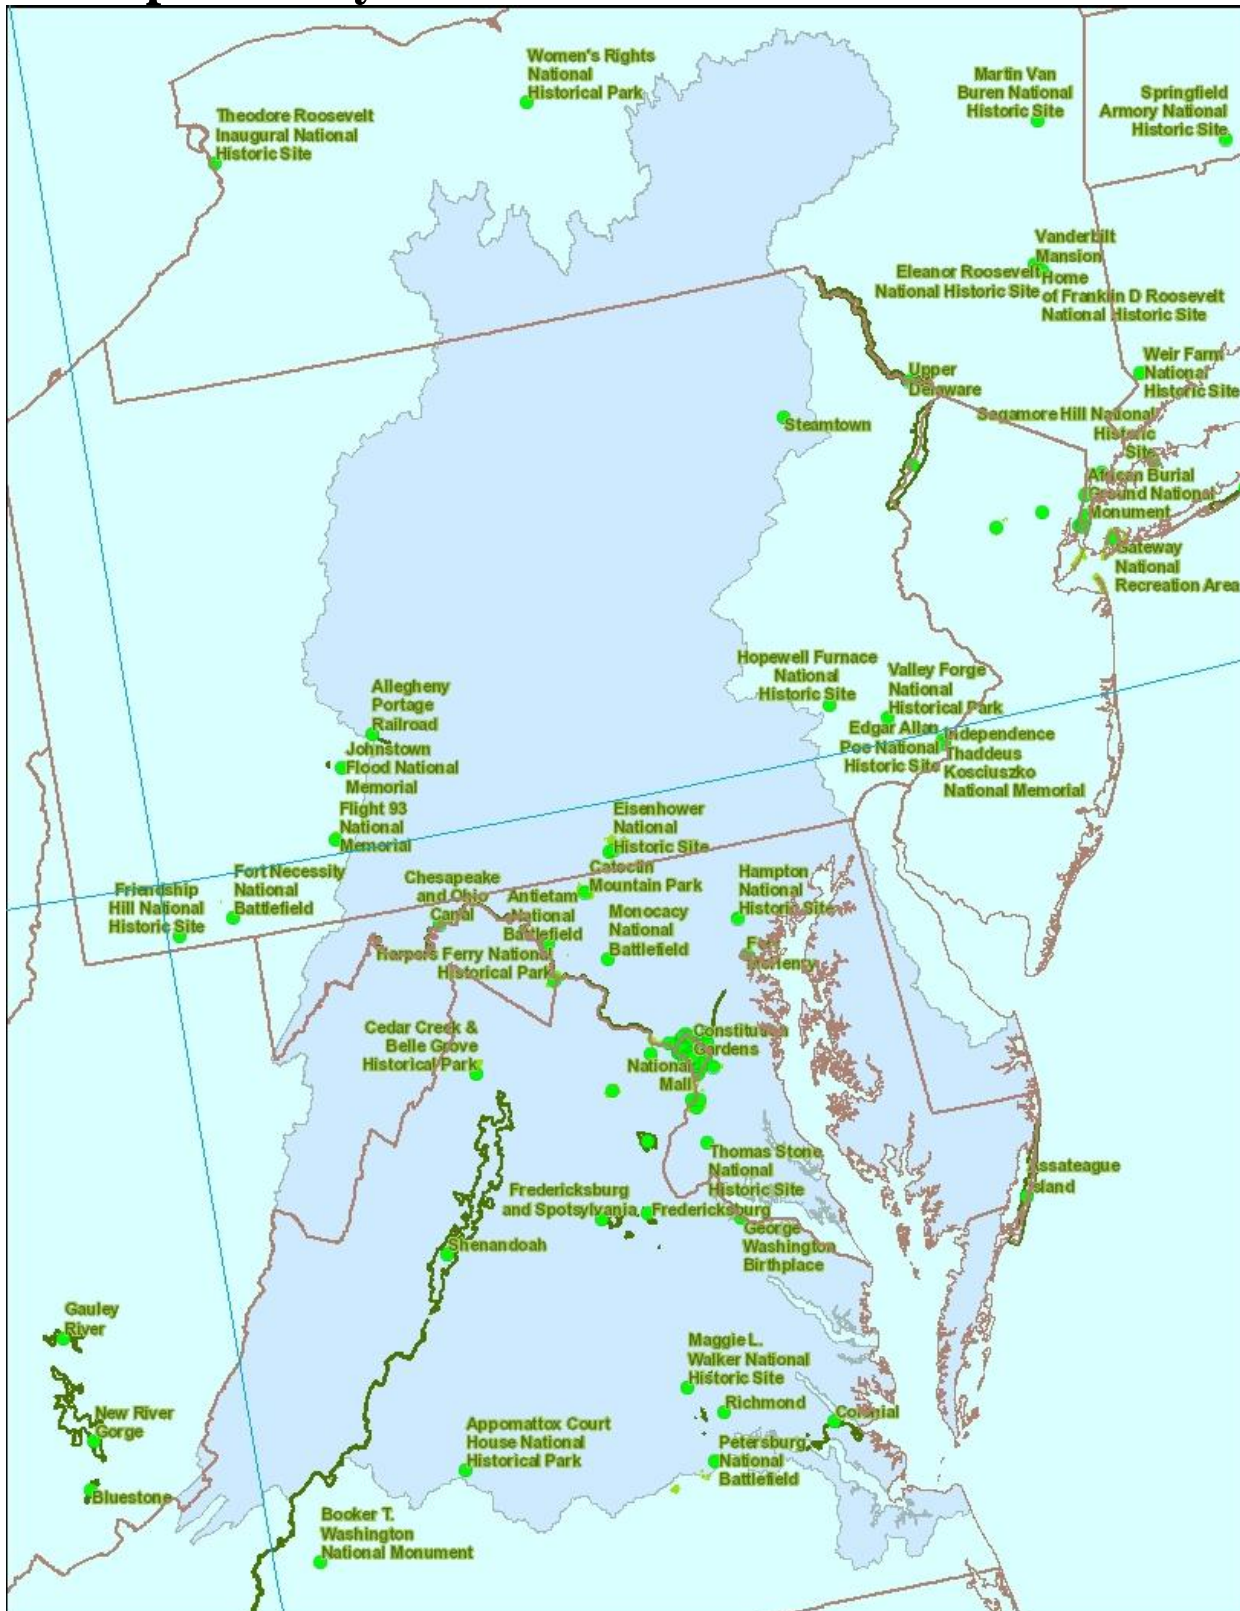 Women's Rights
National
Historical Park
Martin Van
Buren National
Historic Site
Springfield
Armory National
Historic Site
Theodore Roosevelt
Inaugural National
Historic Site
Vanderbilt
Mansion
Eleanor Roosevelt
National Historic Site
Home
of Franklin D Roosevelt
National Historic Site
Weir Farm
National
Historic Site
Upper
Delaware
Sagamore Hill National
Historic
Site
Steamtown
African Burial
Ground National
Monument
Gateway
National
Recreation Area
Hopewell Furnace
National
Historic Site
Valley Forge
National
Historical Park
Allegheny
Portage
Railroad
Edgar Allan
Poe National
Historic Site
Independence
Thaddeus
Kosciuszko
National Memorial
Johnstown
Flood National
Memorial
Flight 93
National
Memorial
Eisenhower
National
Historic Site
Fort Necessity
National
Battlefield
Friendship
Hill National
Historic Site
Chesapeake
and Ohio
Canal
Catoctin
Mountain Park
Hampton
National
Historic Site
Antietam
National
Battlefield
Monocacy
National
Battlefield
Harpers Ferry National
Historical Park
Fort
McHenry
Cedar Creek &
Belle Grove
Historical Park
Constitution
Gardens
National
Mall
Thomas Stone
National
Historic Site
Assateague
Island
Fredericksburg
and Spotsylvania
Fredericksburg
George
Washington
Birthplace
Shenandoah
Gauley
River
Maggie L.
Walker National
Historic Site
Richmond
Colonial
New River
Gorge
Appomattox Court
House National
Historical Park
Petersburg
National
Battlefield
Bluestone
Booker T.
Washington
National Monument